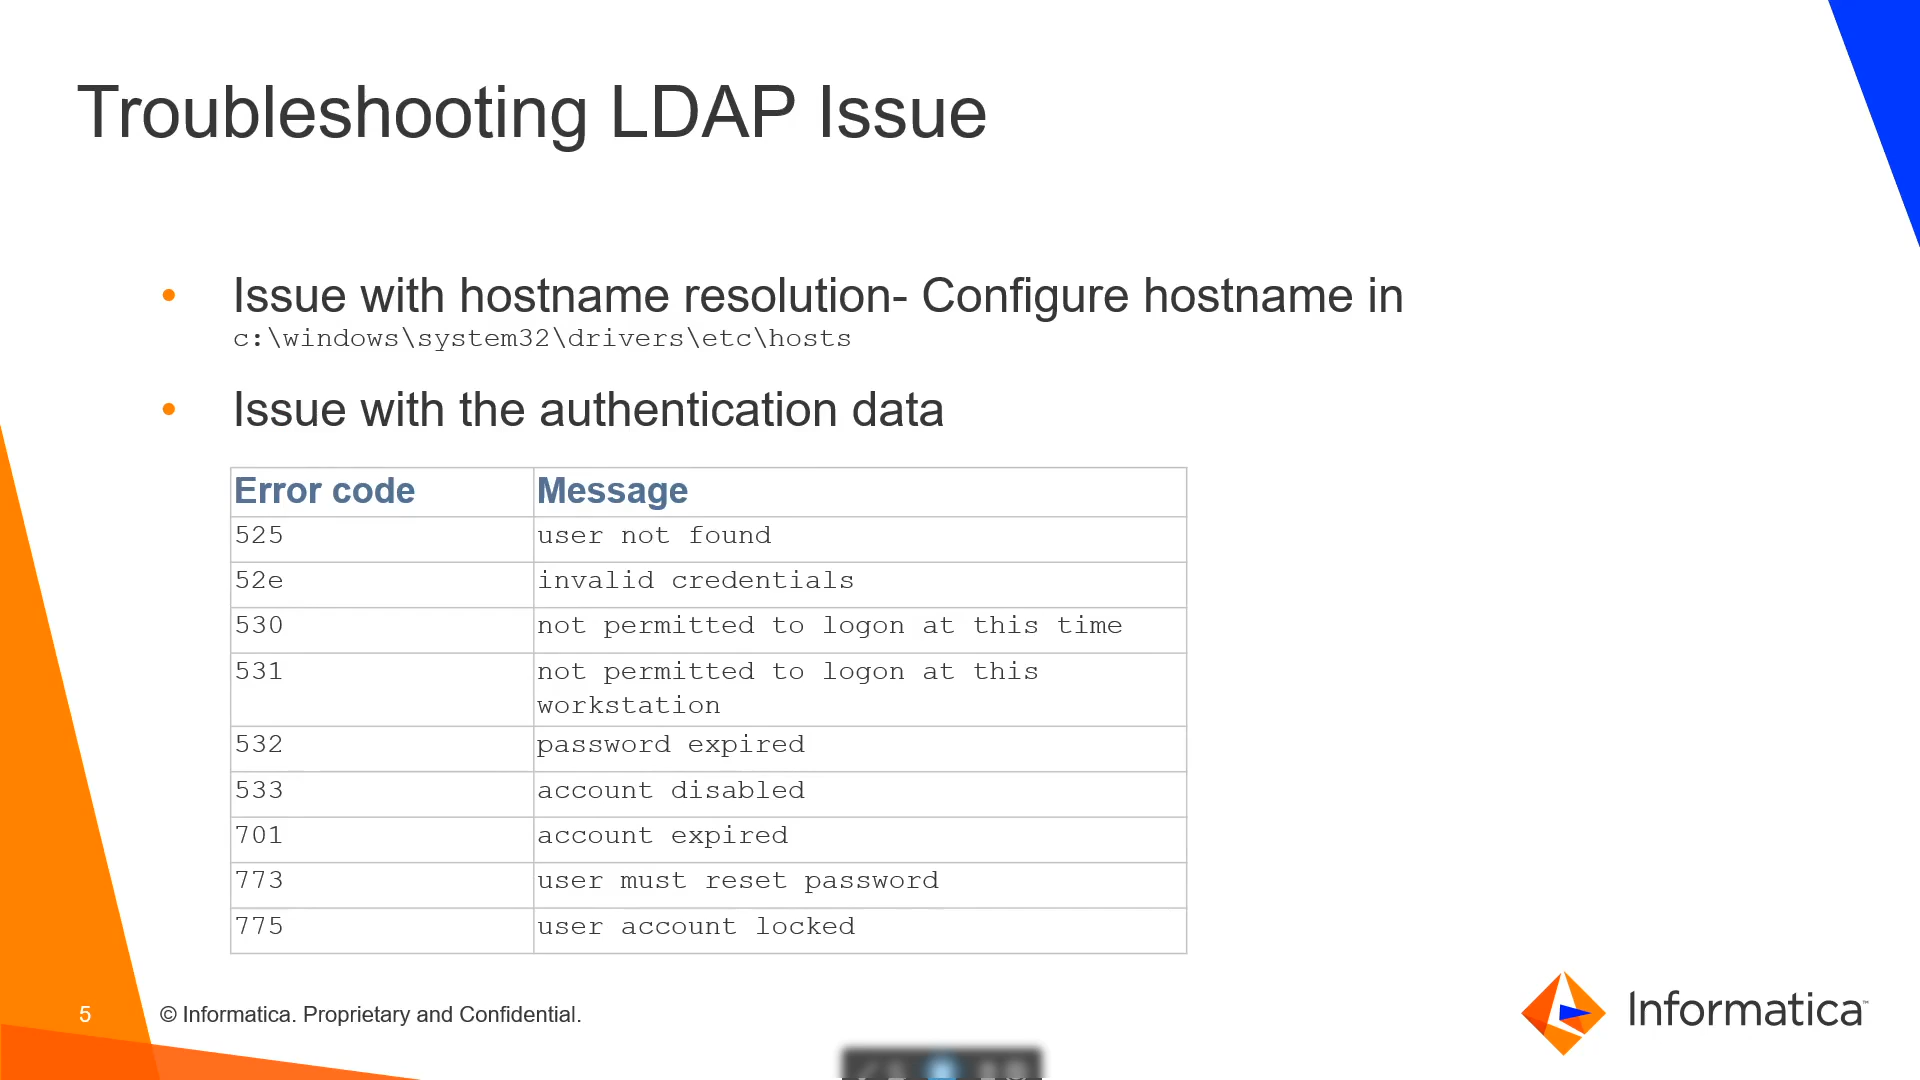 Troubleshooting LDAP Issue
• Issue with hostname resolution- Configure hostname in
c:\windows\system32\drivers\etc\hosts
• Issue with the authentication data
Error code Message
525 user not found
52e invalid credentials
530 not permitted to logon at this time
531 not permitted to logon at this
workstation
532 password expired
533 account disabled
701 account expired
773 user must reset password
775 user account locked
5 © Informatica. Proprietary and Confidential.
Informatica™